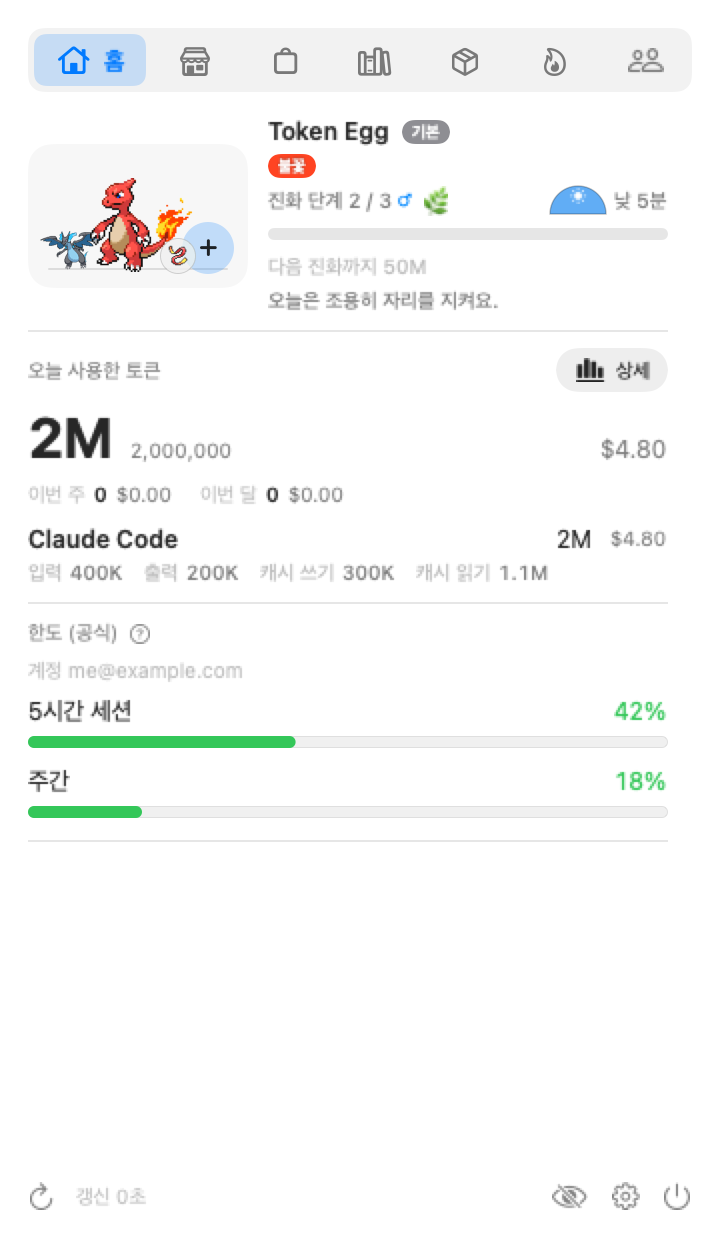 홈
Token Egg 기본
불꽃
진화 단계 2 / 3 ♂ 낮 5분
다음 진화까지 50M
오늘은 조용히 자리를 지켜요.
오늘 사용한 토큰 상세
2M 2,000,000 $4.80
이번 주 0 $0.00 이번 달 0 $0.00
Claude Code 2M $4.80
입력 400K 출력 200K 캐시 쓰기 300K 캐시 읽기 1.1M
한도 (공식) ?
계정 me@example.com
5시간 세션 42%
주간 18%
갱신 0초